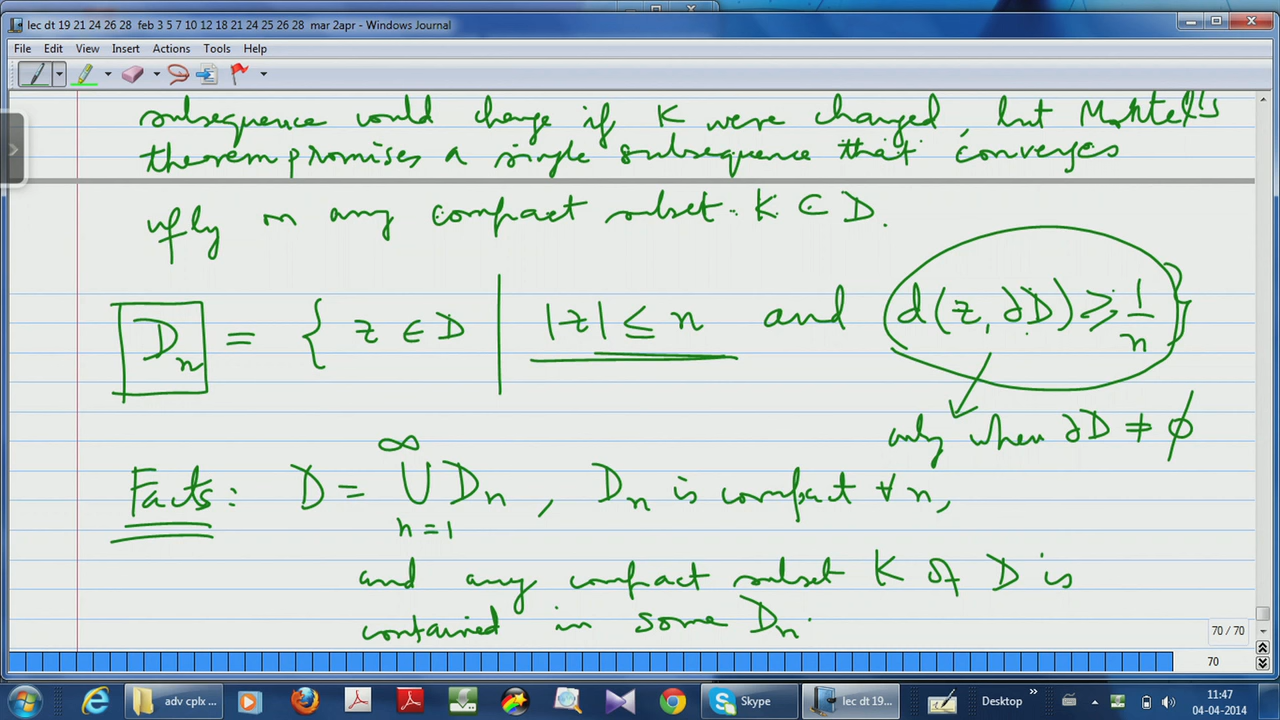 lec dt 19 21 24 26 28 feb 3 5 7 10 12 18 21 24 25 26 28 mar 2apr - Windows Journal
File Edit View Insert Actions Tools Help
subsequence would change if K were changed, but Montel's
theorem promises a single subsequence that converges
ufly on any compact subset K ⊂ D.
D_n = { z ∈ D | |z| ≤ n and d(z, ∂D) ≥ 1/n }
only when ∂D ≠ ϕ
Facts: D = ∞ ⋃ n=1 D_n , D_n is compact ∀ n,
and any compact subset K of D is
contained in some D_n.
70 / 70
70
adv cplx ...
Skype
lec dt 19...
Desktop
11:47
04-04-2014